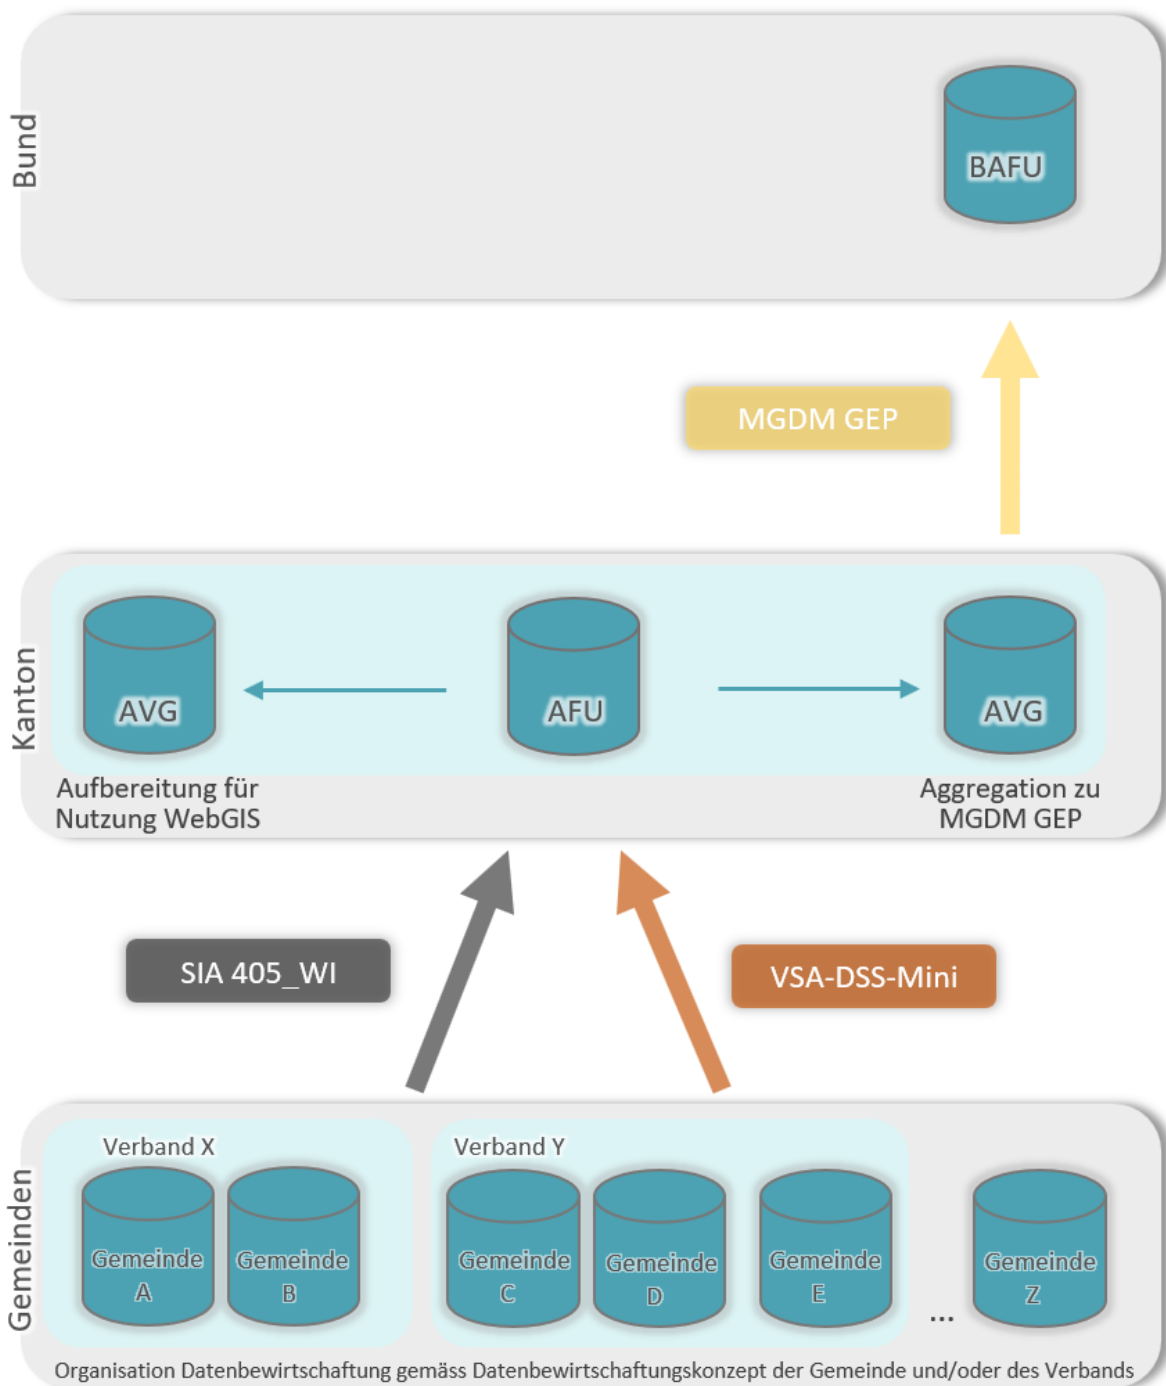 Bund
BAFU
MGDM GEP
Kanton
AVG
AFU
AVG
Aufbereitung für
Nutzung WebGIS
Aggregation zu
MGDM GEP
SIA 405_WI
VSA-DSS-Mini
Gemeinden
Verband X
Verband Y
Gemeinde
A
Gemeinde
B
Gemeinde
C
Gemeinde
D
Gemeinde
E
...
Gemeinde
Z
Organisation Datenbewirtschaftung gemäss Datenbewirtschaftungskonzept der Gemeinde und/oder des Verbands